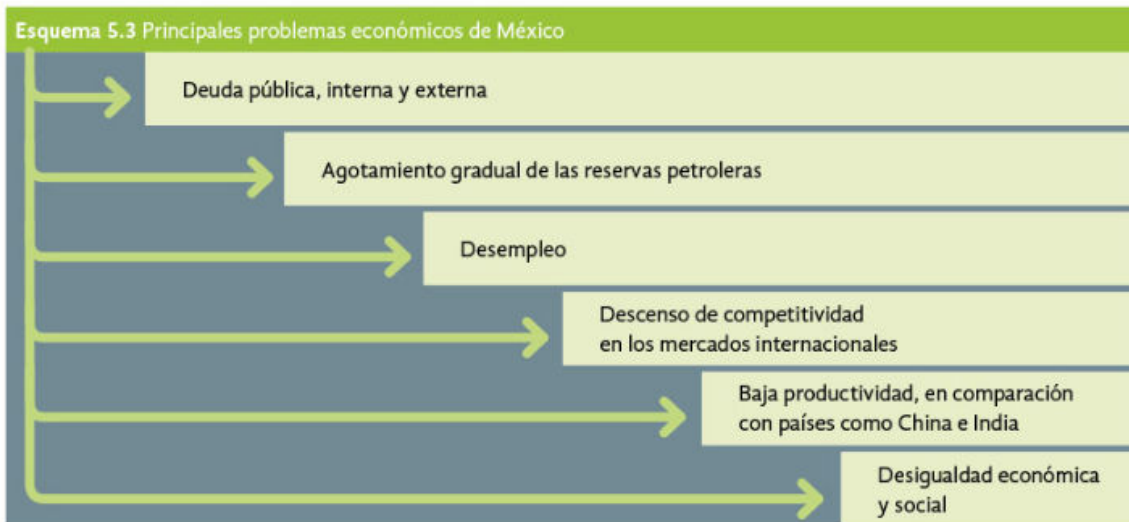 Esquema 5.3 Principales problemas económicos de México
Deuda pública, interna y externa
Agotamiento gradual de las reservas petroleras
Desempleo
Descenso de competitividad
en los mercados internacionales
Baja productividad, en comparación
con países como China e India
Desigualdad económica
y social